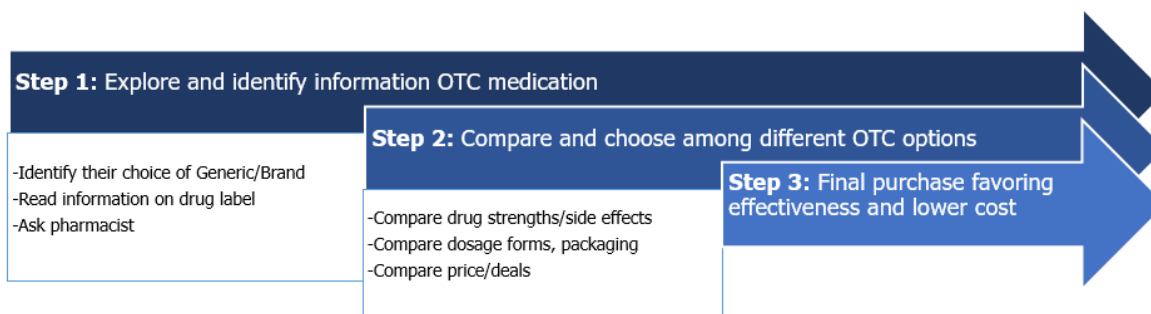 Step 1: Explore and identify information OTC medication
-Identify their choice of Generic/Brand
-Read information on drug label
-Ask pharmacist
Step 2: Compare and choose among different OTC options
-Compare drug strengths/side effects
-Compare dosage forms, packaging
-Compare price/deals
Step 3: Final purchase favoring
effectiveness and lower cost